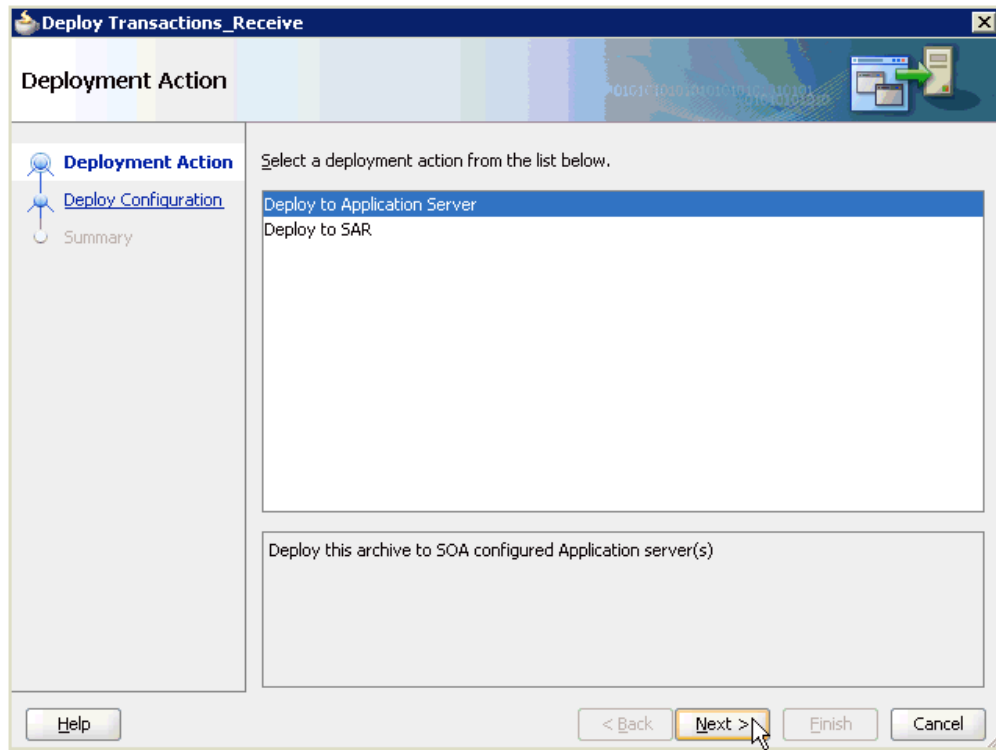 Deploy Transactions_Receive
Deployment Action
Deployment Action
Deploy Configuration
Summary
Select a deployment action from the list below.
Deploy to Application Server
Deploy to SAR
Deploy this archive to SOA configured Application server(s)
Help
< Back
Next >
Finish
Cancel